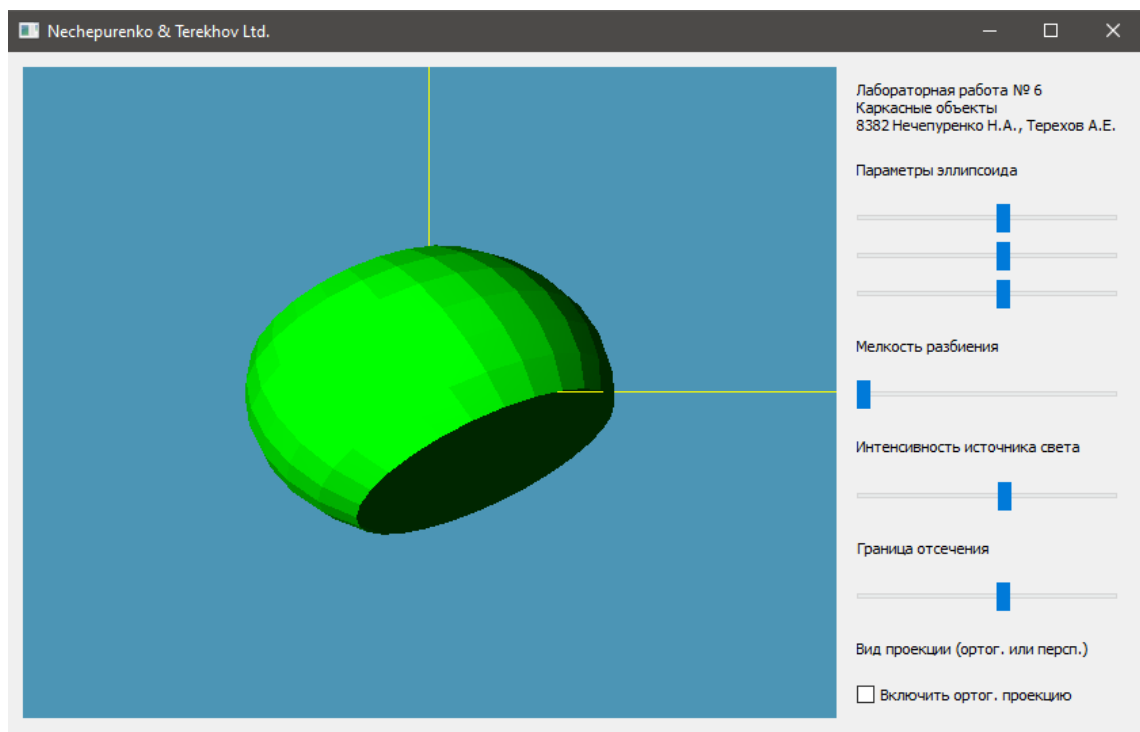 Nechepurenko & Terekhov Ltd.
Лабораторная работа № 6
Каркасные объекты
8382 Нечепуренко Н.А., Терехов А.Е.
Параметры эллипсоида
Мелкость разбиения
Интенсивность источника света
Граница отсечения
Вид проекции (ортог. или персп.)
Включить ортог. проекцию